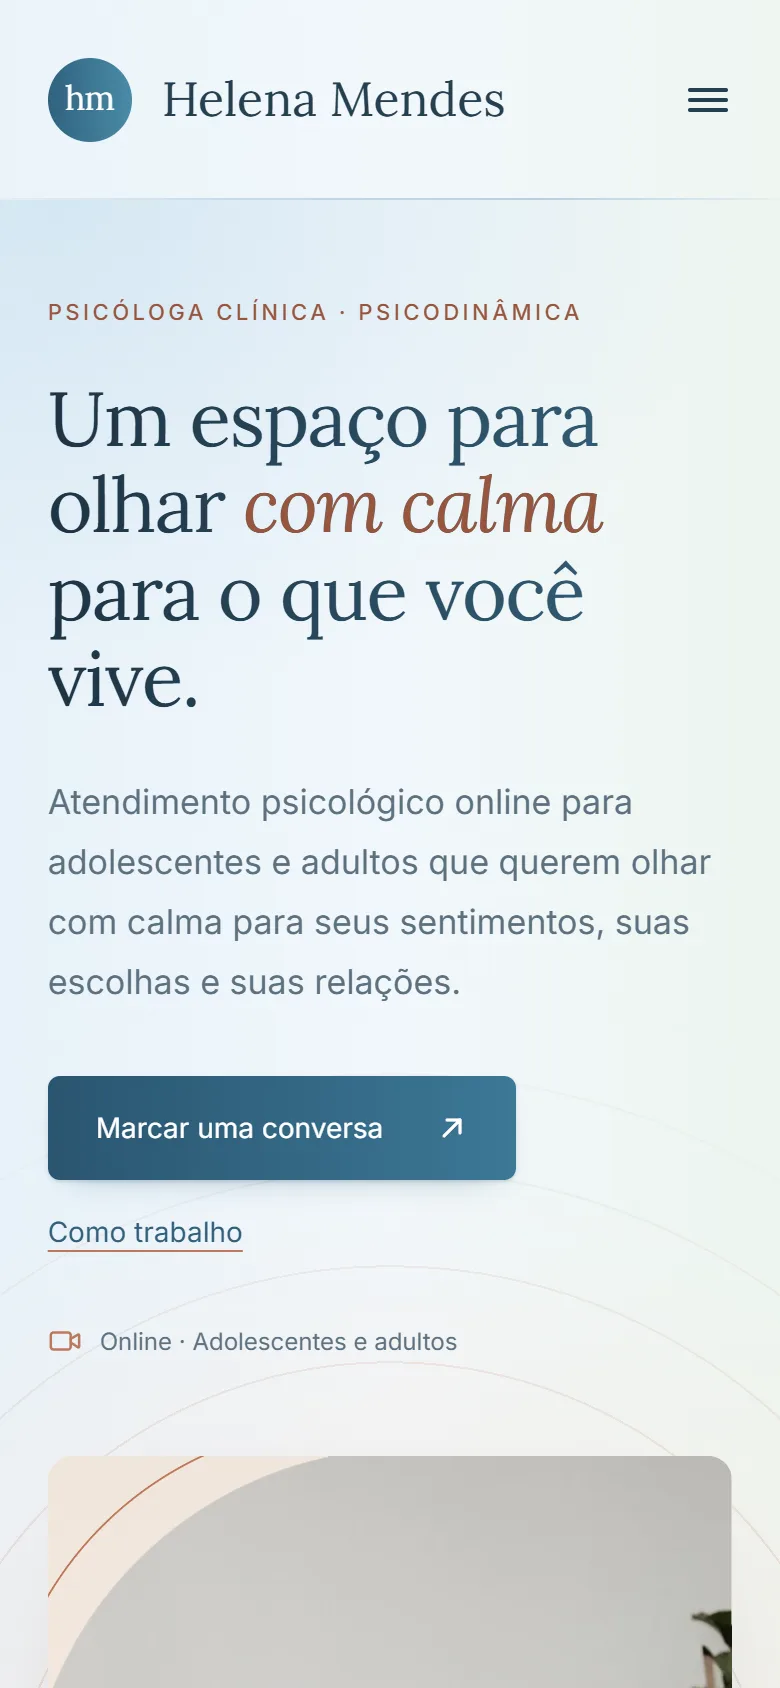 hm
Helena Mendes
PSICÓLOGA CLÍNICA · PSICODINÂMICA
Um espaço para
olhar com calma
para o que você
vive.
Atendimento psicológico online para
adolescentes e adultos que querem olhar
com calma para seus sentimentos, suas
escolhas e suas relações.
Marcar uma conversa
Como trabalho
Online · Adolescentes e adultos